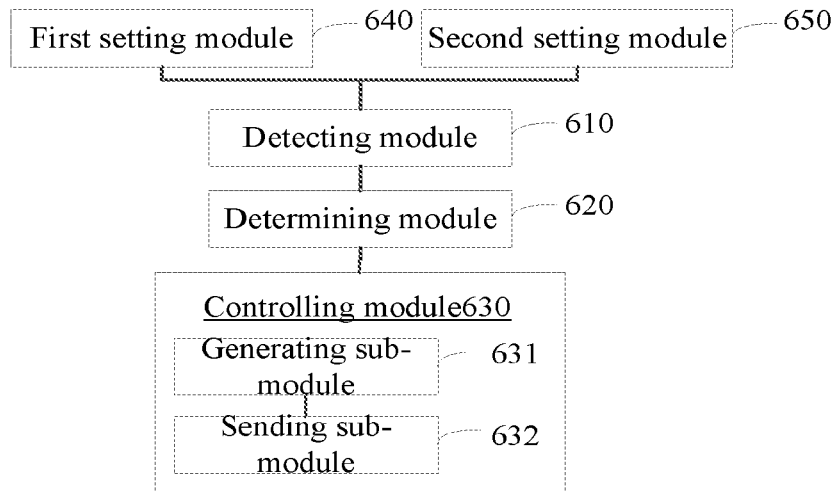 First setting module 640
Second setting module 650
Detecting module 610
Determining module 620
Controlling module630
Generating sub-
module 631
Sending sub-
module 632